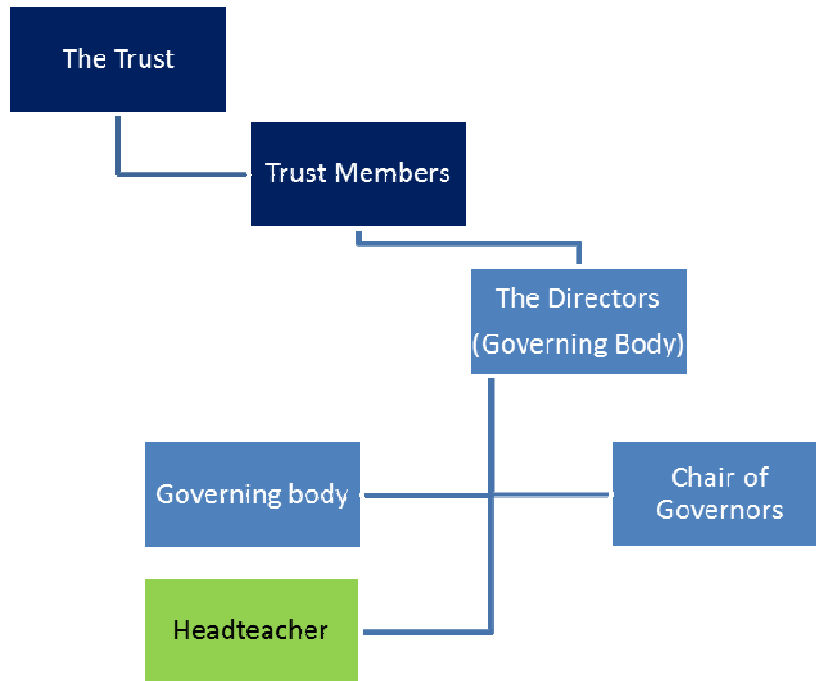 The Trust
Trust Members
The Directors
(Governing Body)
Governing body
Chair of
Governors
Headteacher